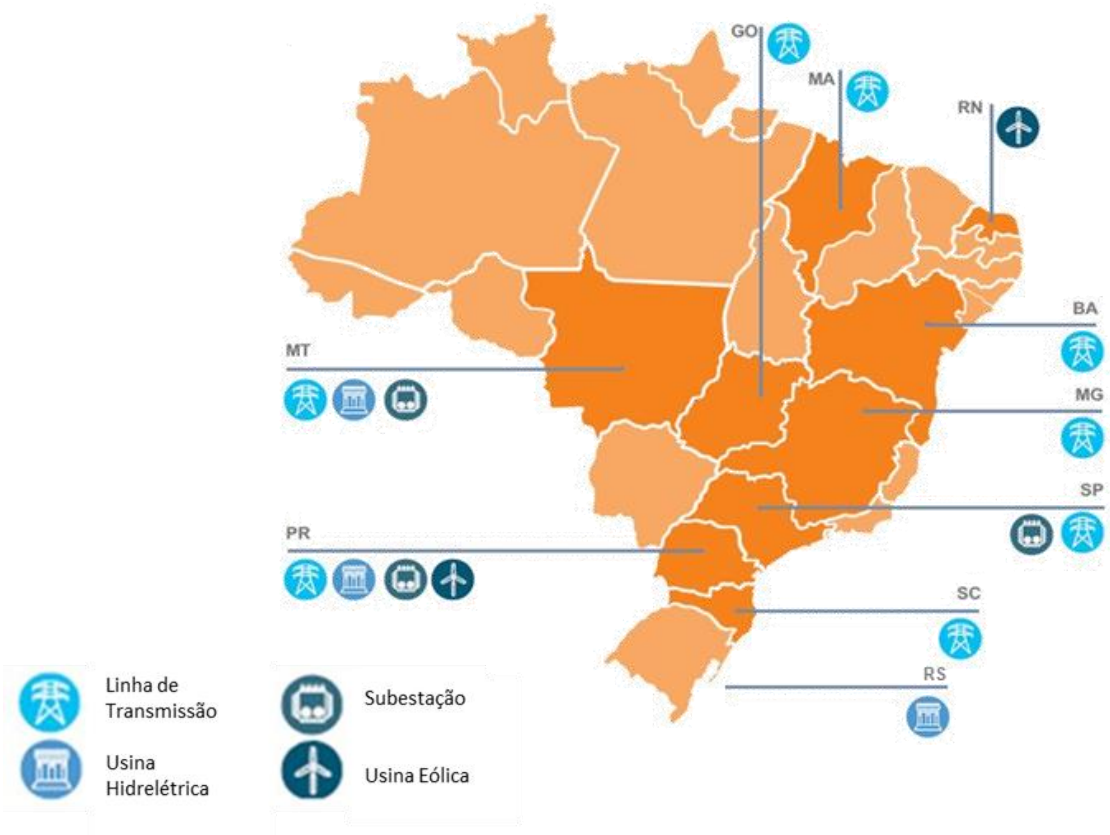 GO
MA
RN
BA
MT
MG
SP
PR
SC
RS
Linha de
Transmissão
Subestação
Usina
Hidrelétrica
Usina Eólica